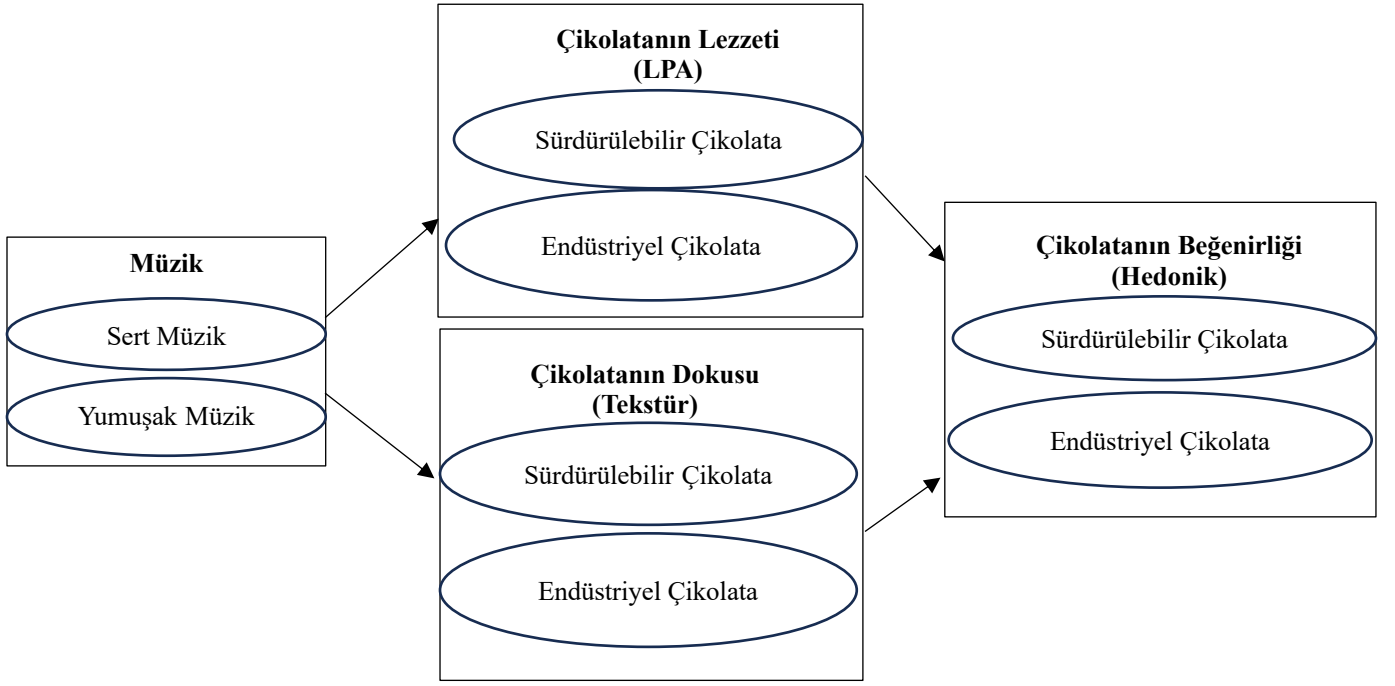 Müzik
Sert Müzik
Yumuşak Müzik
Çikolatanın Lezzeti
(LPA)
Sürdürülebilir Çikolata
Endüstriyel Çikolata
Çikolatanın Dokusu
(Tekstür)
Sürdürülebilir Çikolata
Endüstriyel Çikolata
Çikolatanın Beğenirliği
(Hedonik)
Sürdürülebilir Çikolata
Endüstriyel Çikolata